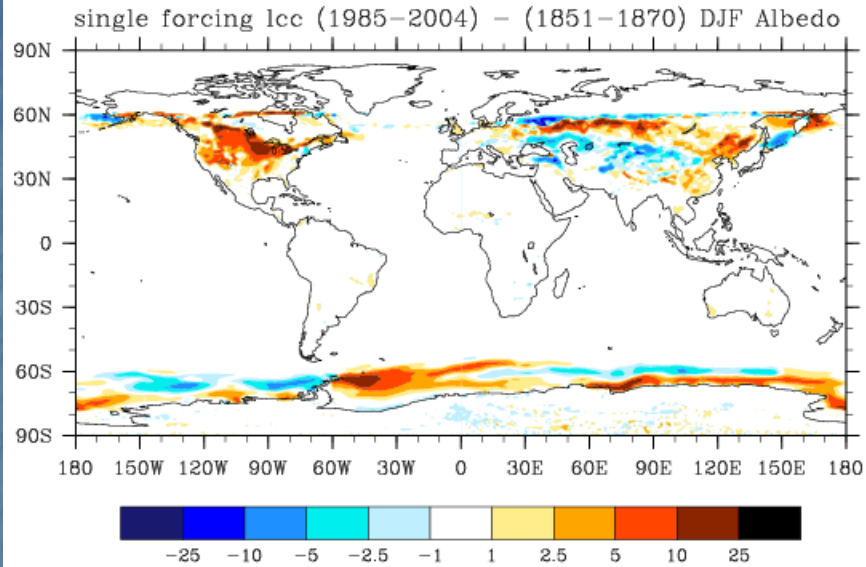 single forcing lcc (1985−2004) − (1851−1870) DJF Albedo
90N
60N
30N
0
30S
60S
90S
180 150W 120W 90W 60W 30W 0 30E 60E 90E 120E 150E 180
−25 −10 −5 −2.5 −1 1 2.5 5 10 25